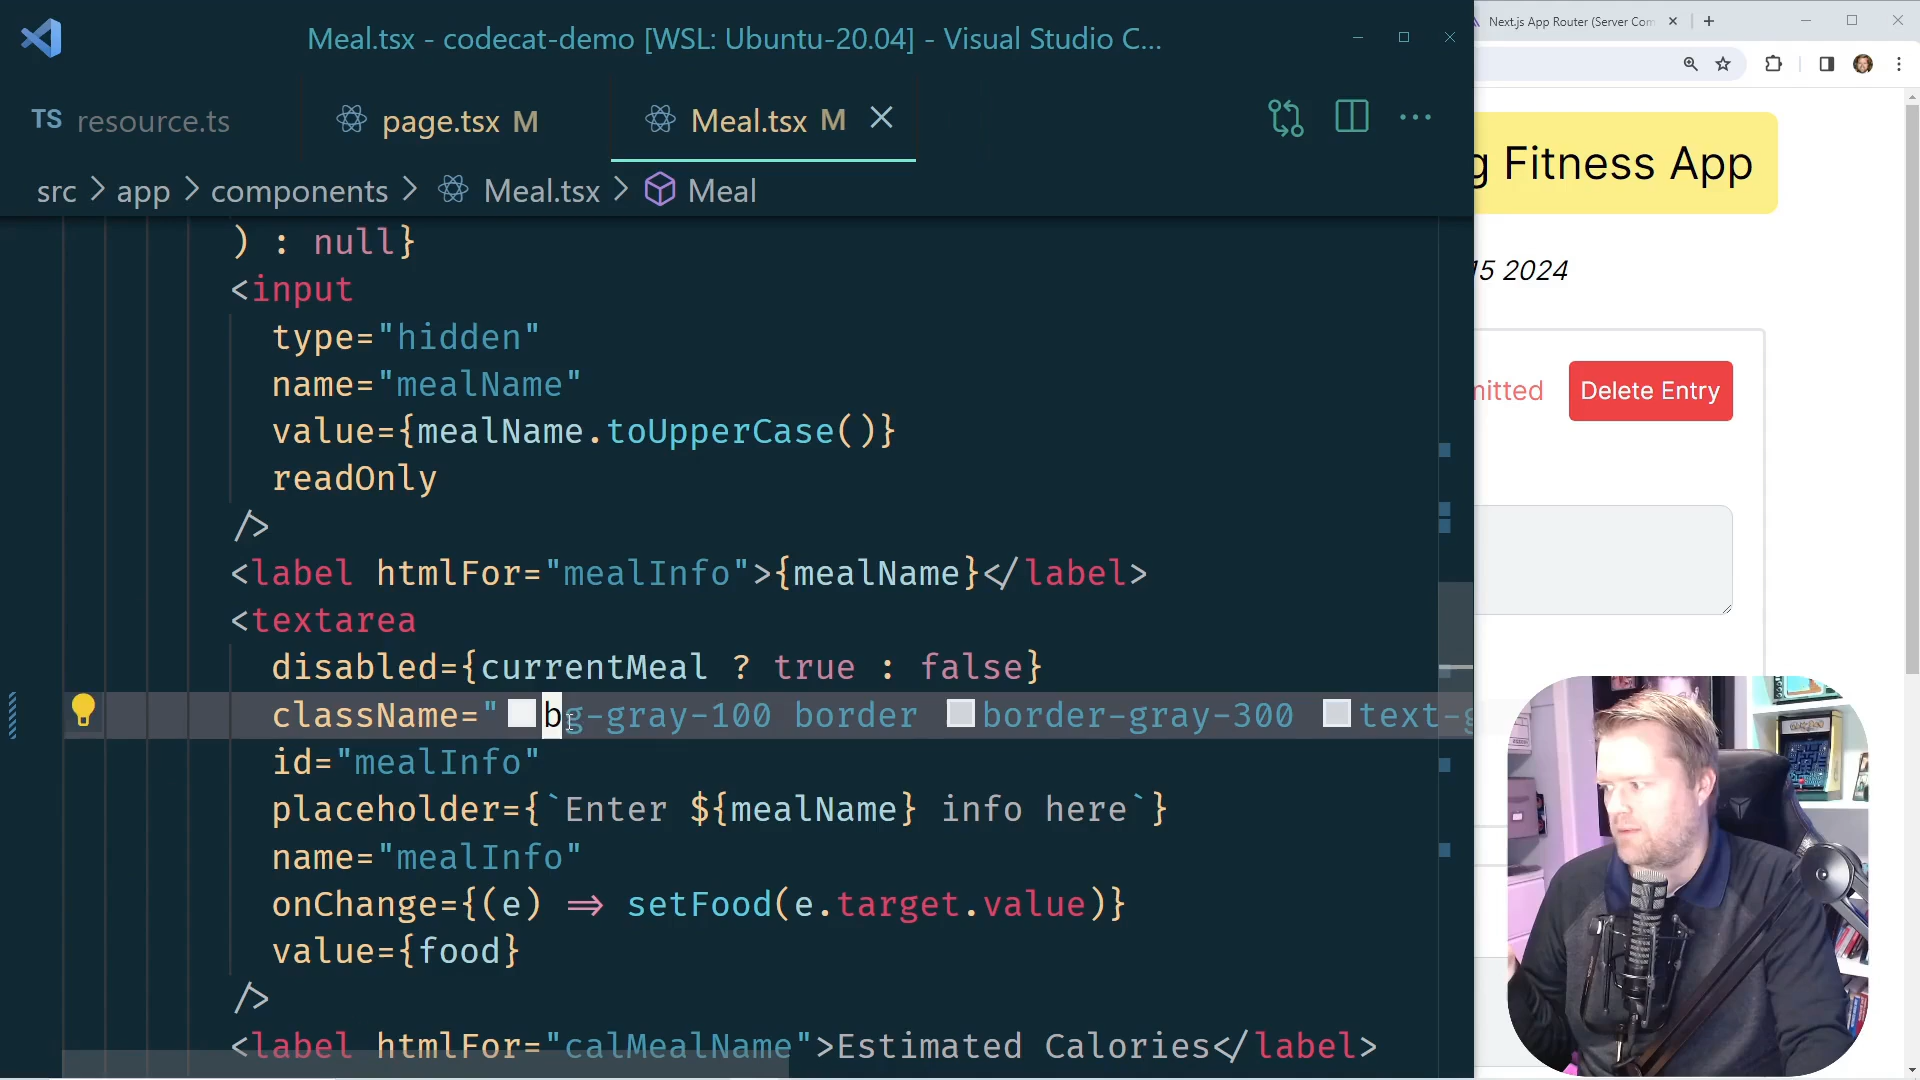 Meal.tsx - codecat-demo [WSL: Ubuntu-20.04] - Visual Studio C...
Next.js App Router (Server Com
TS resource.ts
page.tsx M
Meal.tsx M
src > app > components > Meal.tsx > Meal
) : null}
<input
type="hidden"
name="mealName"
value={mealName.toUpperCase()}
readOnly
/>
<label htmlFor="mealInfo">{mealName}</label>
<textarea
disabled={currentMeal ? true : false}
className="bg-gray-100 border border-gray-300 text-g
id="mealInfo"
placeholder={`Enter ${mealName} info here`}
name="mealInfo"
onChange={(e) => setFood(e.target.value)}
value={food}
/>
<label htmlFor="calMealName">Estimated Calories</label>
g Fitness App
15 2024
mitted
Delete Entry